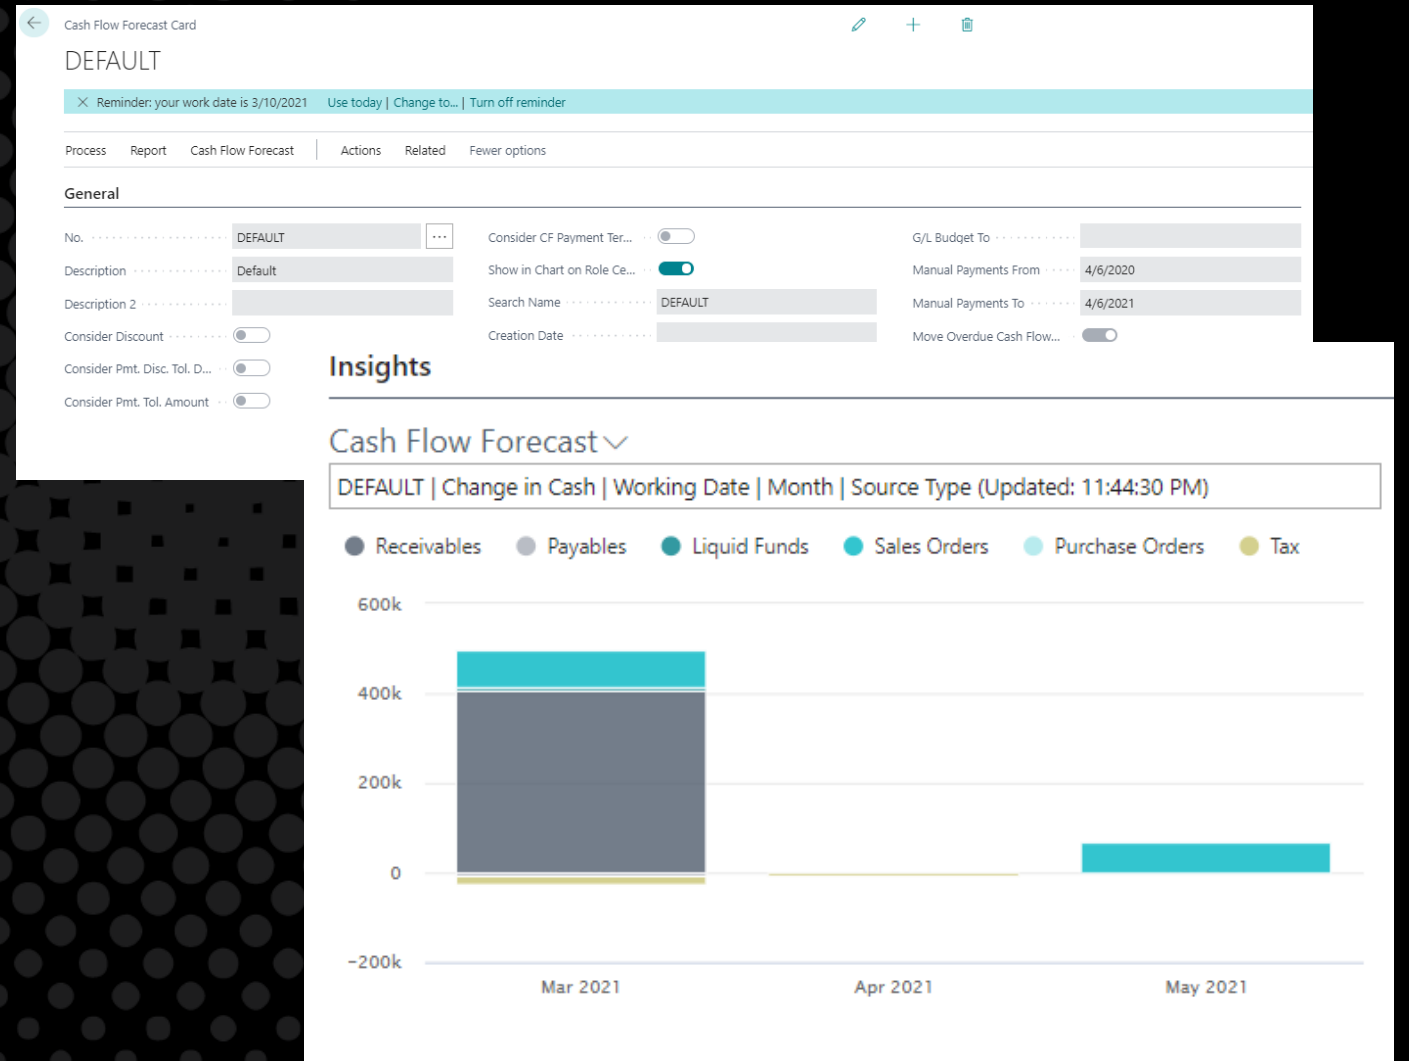 Cash Flow Forecast Card
DEFAULT
Reminder: your work date is 3/10/2021 Use today | Change to... | Turn off reminder
Process Report Cash Flow Forecast Actions Related Fewer options
General
No. DEFAULT ...
Description Default
Description 2
Consider Discount
Consider Pmt. Disc. Tol. D...
Consider Pmt. Tol. Amount
Consider CF Payment Ter...
Show in Chart on Role Ce...
Search Name DEFAULT
Creation Date
G/L Budget To
Manual Payments From 4/6/2020
Manual Payments To 4/6/2021
Move Overdue Cash Flow...
Insights
Cash Flow Forecast
DEFAULT | Change in Cash | Working Date | Month | Source Type (Updated: 11:44:30 PM)
Receivables Payables Liquid Funds Sales Orders Purchase Orders Tax
600k
400k
200k
0
-200k
Mar 2021 Apr 2021 May 2021